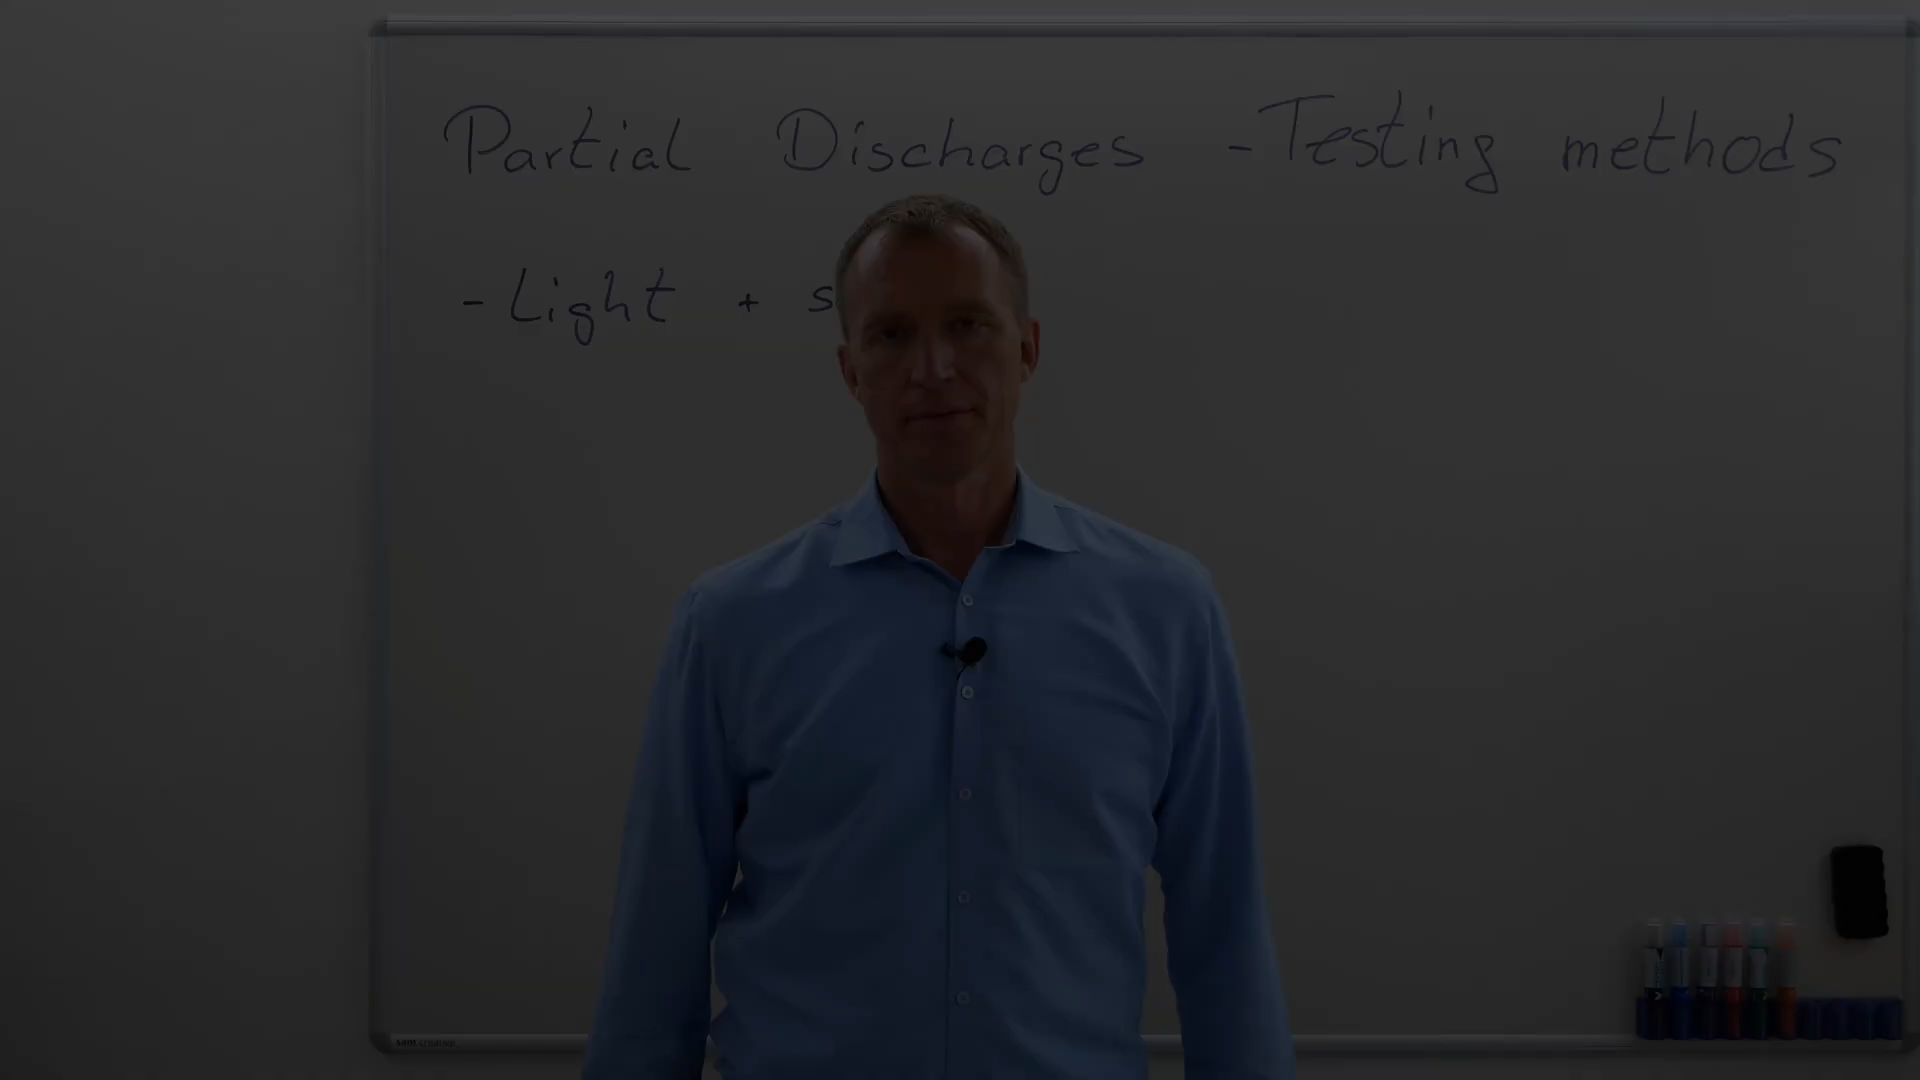 Partial Discharges - Testing methods
- Light + s